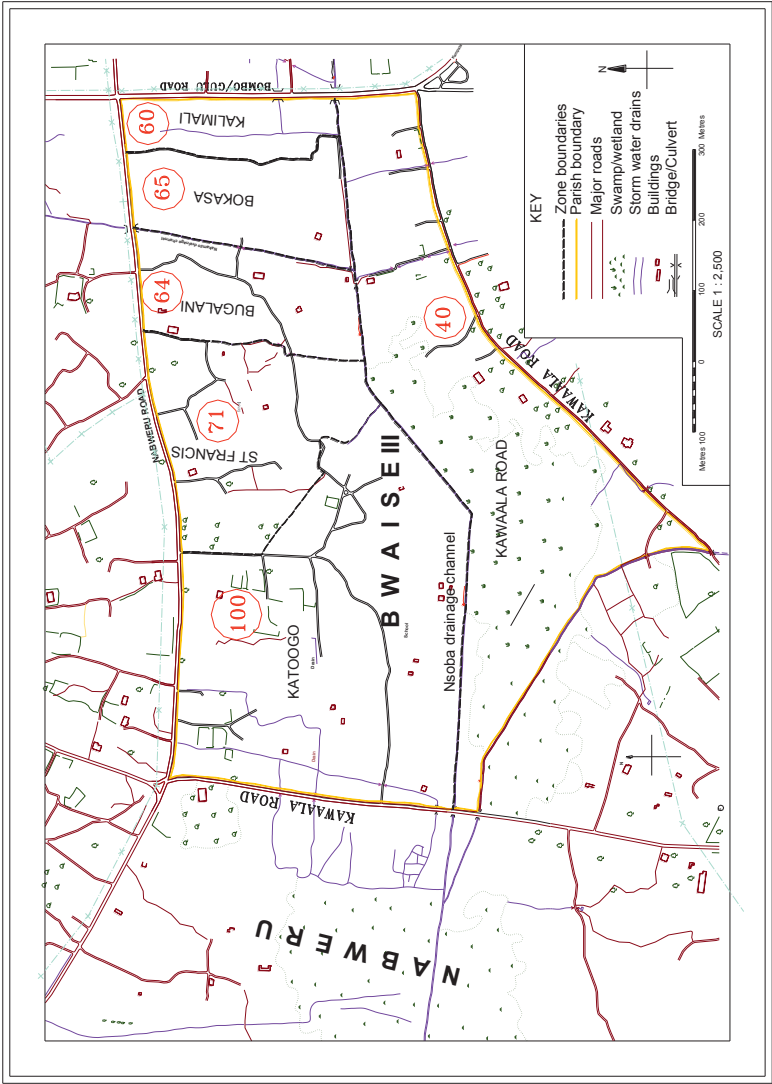 BOMBO/GULU ROAD
60
KALIMALI
65
BOKASA
64
BUGALANI
71
ST FRANCIS
NABWERU ROAD
100
KATOOGO
Drain
Drain
School
BWAISE III
Nsoba drainage channel
40
KAWAALA ROAD
KAWAALA ROAD
KAWAALA ROAD
NABWERU
N
KEY
Zone boundaries
Parish boundary
Major roads
Swamp/wetland
Storm water drains
Buildings
Bridge/Culvert
Metres 100
0
100
200
300 Metres
SCALE 1 : 2,500